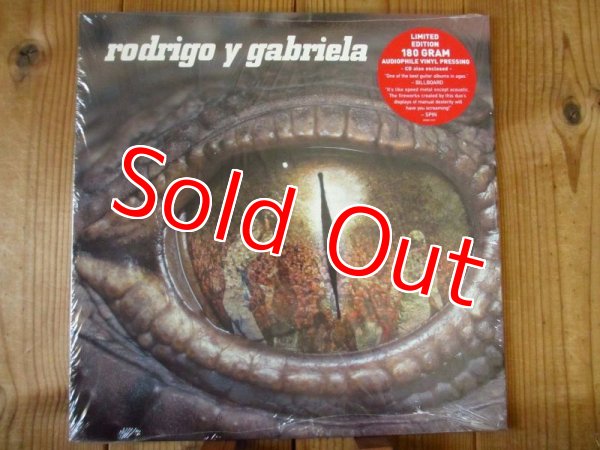 rodrigo y gabriela
LIMITED
EDITION
180 GRAM
AUDIOPHILE VINYL PRESSING
– CD also enclosed –
"One of the best guitar albums in ages."
– BILLBOARD
"It's like speed metal except acoustic.
The fireworks created by this duo's
displays of manual dexterity will
have you screaming!"
– SPIN
Sold Out